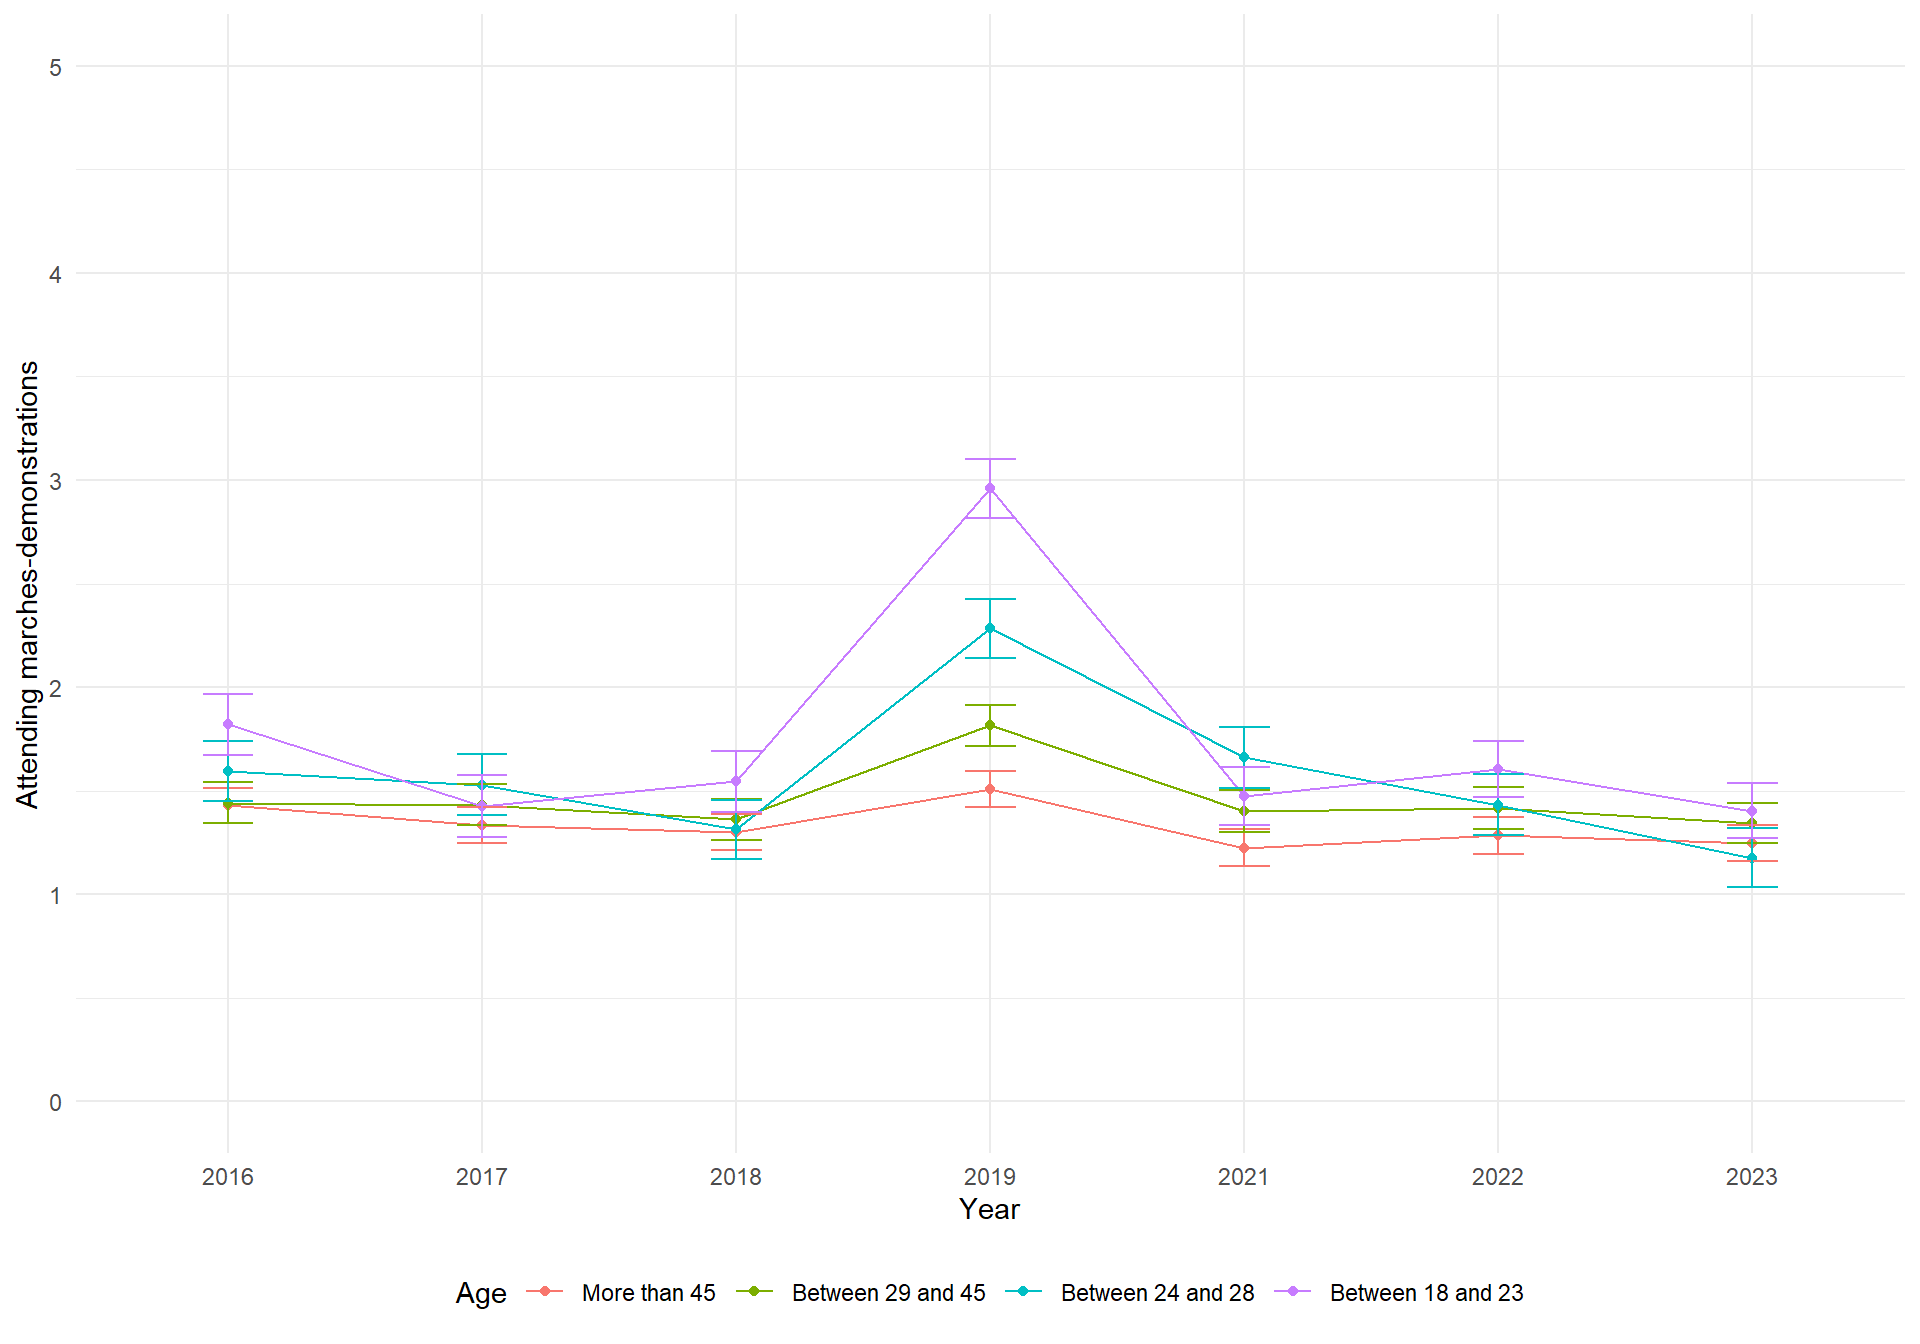 Attending marches-demonstrations
5
4
3
2
1
0
2016 2017 2018 2019 2021 2022 2023
Year
Age More than 45 Between 29 and 45 Between 24 and 28 Between 18 and 23